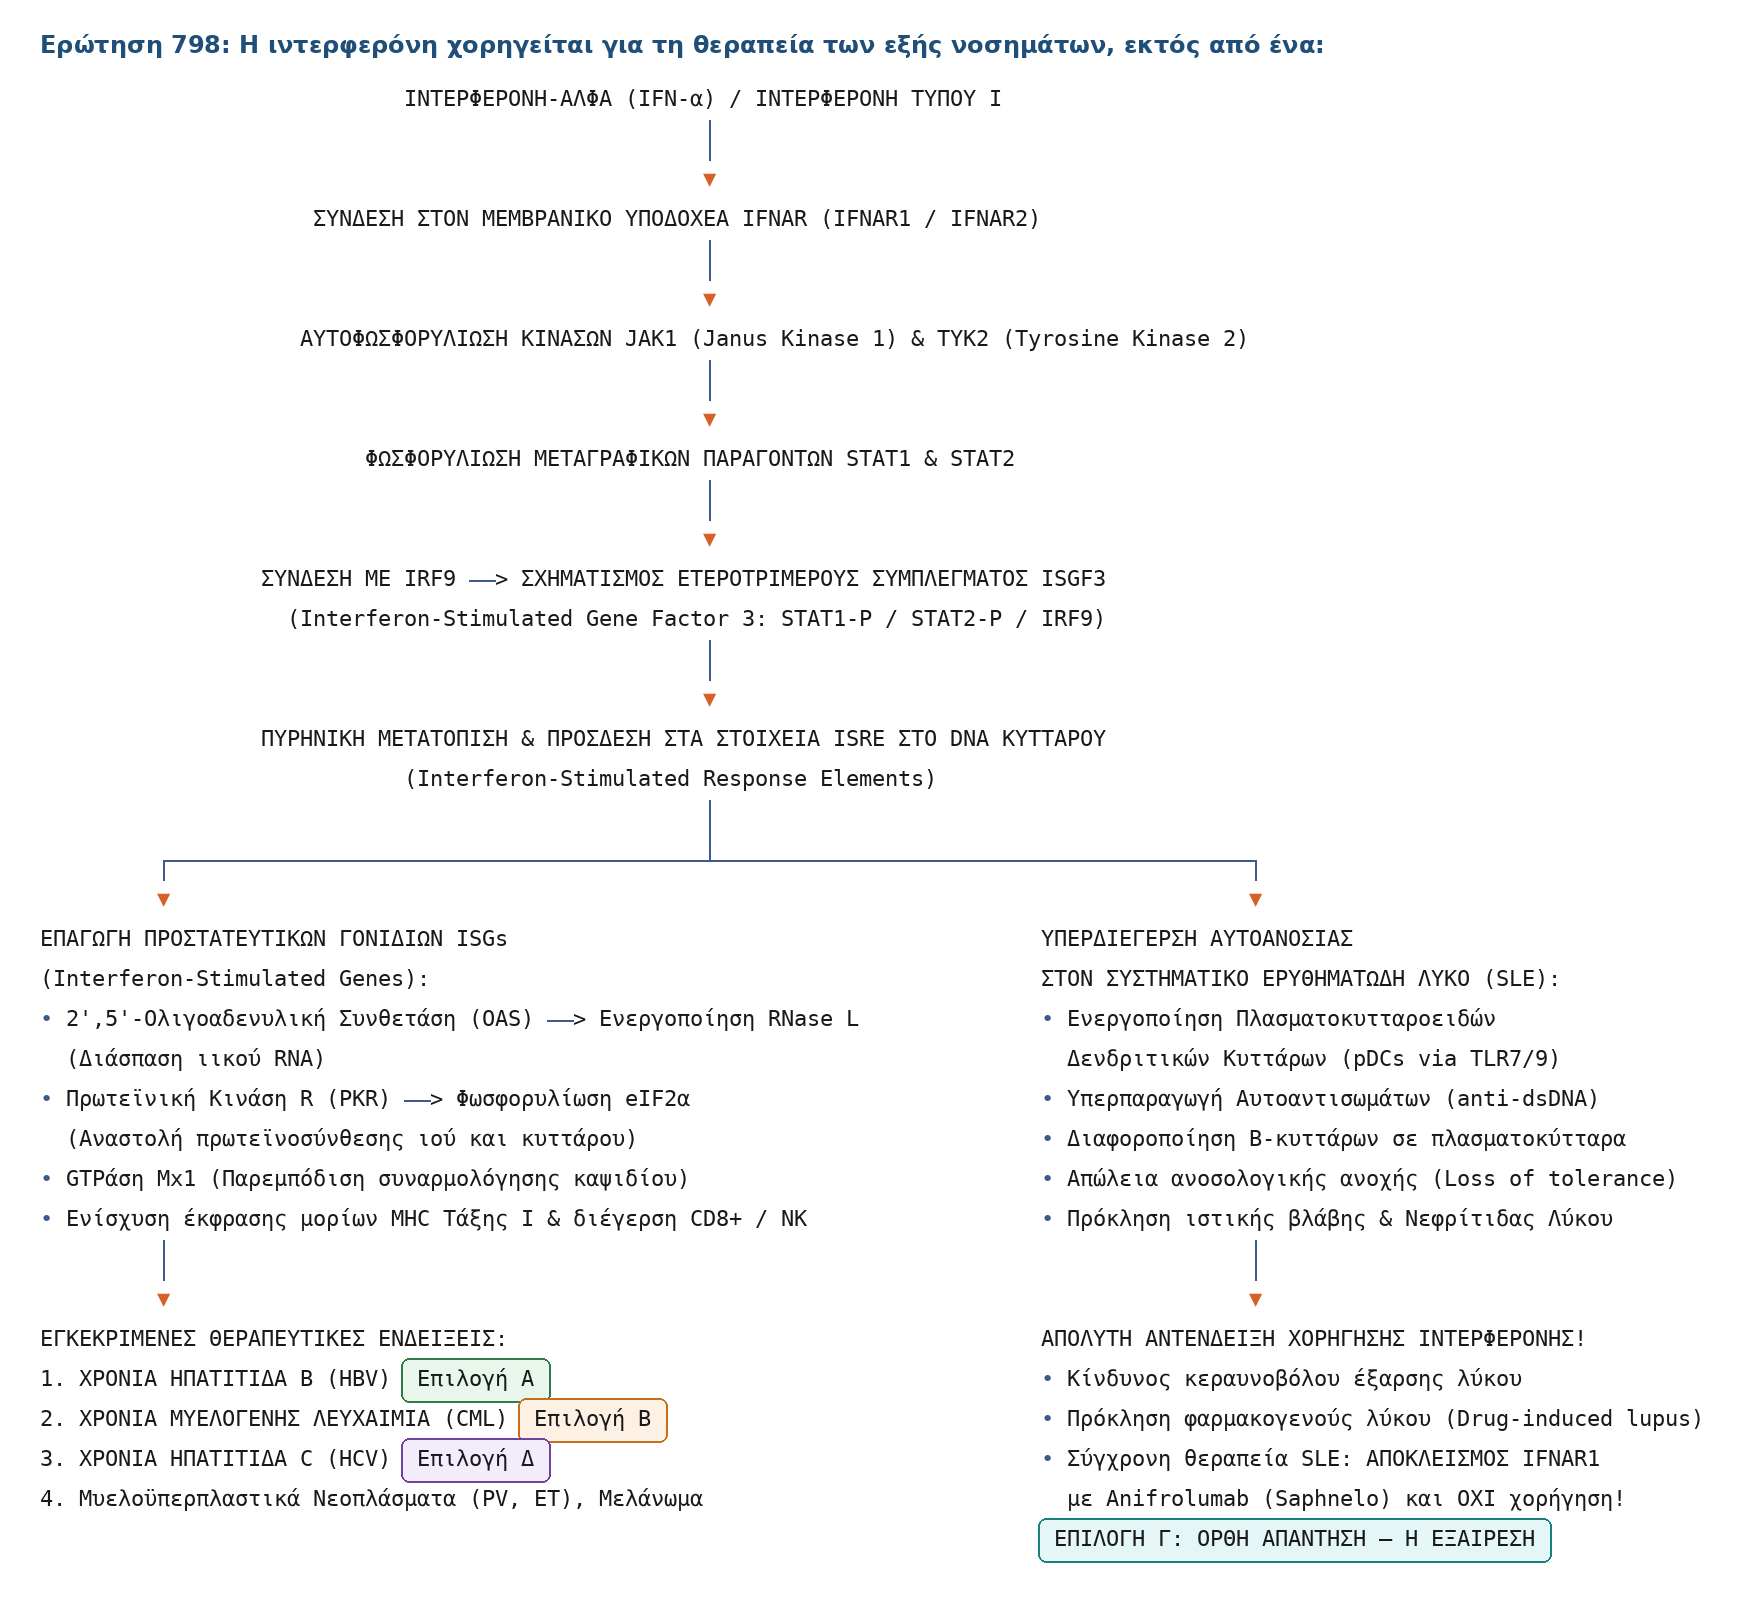 Ερώτηση 798: Η ιντερφερόνη χορηγείται για τη θεραπεία των εξής νοσημάτων, εκτός από ένα:
ΙΝΤΕΡΦΕΡΟΝΗ-ΑΛΦΑ (IFN-α) / ΙΝΤΕΡΦΕΡΟΝΗ ΤΥΠΟΥ Ι
▼
ΣΥΝΔΕΣΗ ΣΤΟΝ ΜΕΜΒΡΑΝΙΚΟ ΥΠΟΔΟΧΕΑ IFNAR (IFNAR1 / IFNAR2)
▼
ΑΥΤΟΦΩΣΦΟΡΥΛΙΩΣΗ ΚΙΝΑΣΩΝ JAK1 (Janus Kinase 1) & TYK2 (Tyrosine Kinase 2)
▼
ΦΩΣΦΟΡΥΛΙΩΣΗ ΜΕΤΑΓΡΑΦΙΚΩΝ ΠΑΡΑΓΟΝΤΩΝ STAT1 & STAT2
▼
ΣΥΝΔΕΣΗ ΜΕ IRF9 ──> ΣΧΗΜΑΤΙΣΜΟΣ ΕΤΕΡΟΤΡΙΜΕΡΟΥΣ ΣΥΜΠΛΕΓΜΑΤΟΣ ISGF3
(Interferon-Stimulated Gene Factor 3: STAT1-P / STAT2-P / IRF9)
▼
ΠΥΡΗΝΙΚΗ ΜΕΤΑΤΟΠΙΣΗ & ΠΡΟΣΔΕΣΗ ΣΤΑ ΣΤΟΙΧΕΙΑ ISRE ΣΤΟ DNA ΚΥΤΤΑΡΟΥ
(Interferon-Stimulated Response Elements)
▼ ▼
ΕΠΑΓΩΓΗ ΠΡΟΣΤΑΤΕΥΤΙΚΩΝ ΓΟΝΙΔΙΩΝ ISGs
(Interferon-Stimulated Genes):
• 2',5'-Ολιγοαδενυλική Συνθετάση (OAS) ──> Ενεργοποίηση RNase L
(Διάσπαση ιικού RNA)
• Πρωτεϊνική Κινάση R (PKR) ──> Φωσφορυλίωση eIF2α
(Αναστολή πρωτεϊνοσύνθεσης ιού και κυττάρου)
• GTPάση Mx1 (Παρεμπόδιση συναρμολόγησης καψιδίου)
• Ενίσχυση έκφρασης μορίων MHC Τάξης Ι & διέγερση CD8+ / NK
▼
ΕΓΚΕΚΡΙΜΕΝΕΣ ΘΕΡΑΠΕΥΤΙΚΕΣ ΕΝΔΕΙΞΕΙΣ:
1. ΧΡΟΝΙΑ ΗΠΑΤΙΤΙΔΑ Β (HBV) Επιλογή Α
2. ΧΡΟΝΙΑ ΜΥΕΛΟΓΕΝΗΣ ΛΕΥΧΑΙΜΙΑ (CML) Επιλογή Β
3. ΧΡΟΝΙΑ ΗΠΑΤΙΤΙΔΑ C (HCV) Επιλογή Δ
4. Μυελοϋπερπλαστικά Νεοπλάσματα (PV, ET), Μελάνωμα
ΥΠΕΡΔΙΕΓΕΡΣΗ ΑΥΤΟΑΝΟΣΙΑΣ
ΣΤΟΝ ΣΥΣΤΗΜΑΤΙΚΟ ΕΡΥΘΗΜΑΤΩΔΗ ΛΥΚΟ (SLE):
• Ενεργοποίηση Πλασματοκυτταροειδών
Δενδριτικών Κυττάρων (pDCs via TLR7/9)
• Υπερπαραγωγή Αυτοαντισωμάτων (anti-dsDNA)
• Διαφοροποίηση Β-κυττάρων σε πλασματοκύτταρα
• Απώλεια ανοσολογικής ανοχής (Loss of tolerance)
• Πρόκληση ιστικής βλάβης & Νεφρίτιδας Λύκου
▼
ΑΠΟΛΥΤΗ ΑΝΤΕΝΔΕΙΞΗ ΧΟΡΗΓΗΣΗΣ ΙΝΤΕΡΦΕΡΟΝΗΣ!
• Κίνδυνος κεραυνοβόλου έξαρσης λύκου
• Πρόκληση φαρμακογενούς λύκου (Drug-induced lupus)
• Σύγχρονη θεραπεία SLE: ΑΠΟΚΛΕΙΣΜΟΣ IFNAR1
με Anifrolumab (Saphnelo) και ΟΧΙ χορήγηση!
ΕΠΙΛΟΓΗ Γ: ΟΡΘΗ ΑΠΑΝΤΗΣΗ – Η ΕΞΑΙΡΕΣΗ